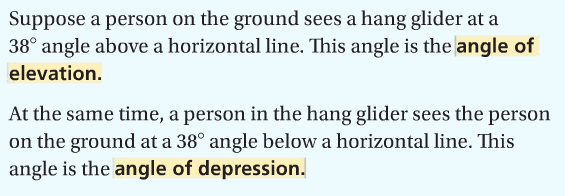 Suppose a person on the ground sees a hang glider at a
38° angle above a horizontal line. This angle is the angle of
elevation.
At the same time, a person in the hang glider sees the person
on the ground at a 38° angle below a horizontal line. This
angle is the angle of depression.